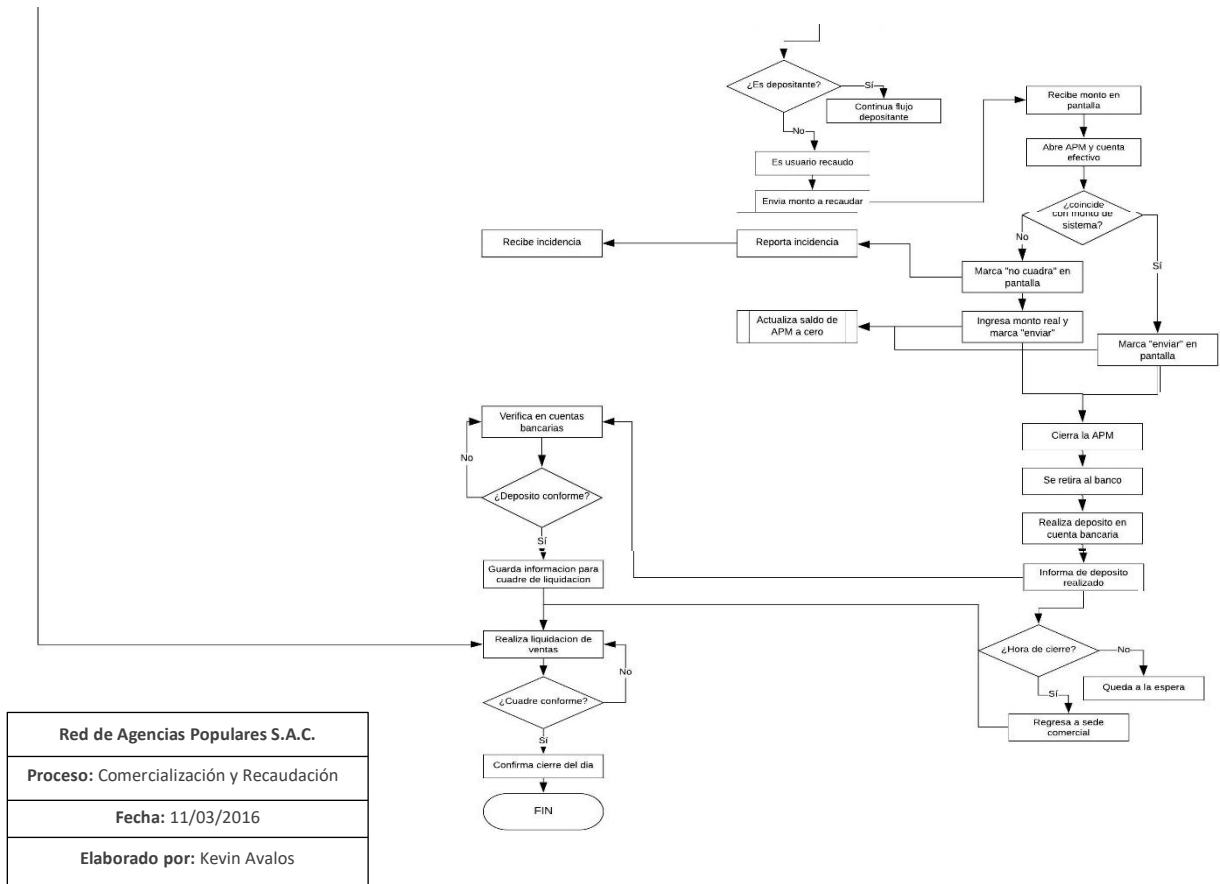 ¿Es depositante?
Sí
Continua flujo
depositante
No
Es usuario recaudo
Envia monto a recaudar
Recibe monto en
pantalla
Abre APM y cuenta
efectivo
¿coincide
con monto de
sistema?
No
Sí
Recibe incidencia
Reporta incidencia
Marca "no cuadra" en
pantalla
Actualiza saldo de
APM a cero
Ingresa monto real y
marca "enviar"
Marca "enviar" en
pantalla
Verifica en cuentas
bancarias
No
¿Deposito conforme?
Sí
Guarda informacion para
cuadre de liquidacion
Cierra la APM
Se retira al banco
Realiza deposito en
cuenta bancaria
Informa de deposito
realizado
Realiza liquidacion de
ventas
No
¿Cuadre conforme?
Sí
Confirma cierre del dia
FIN
¿Hora de cierre?
No
Queda a la espera
Sí
Regresa a sede
comercial
Red de Agencias Populares S.A.C.
Proceso: Comercialización y Recaudación
Fecha: 11/03/2016
Elaborado por: Kevin Avalos